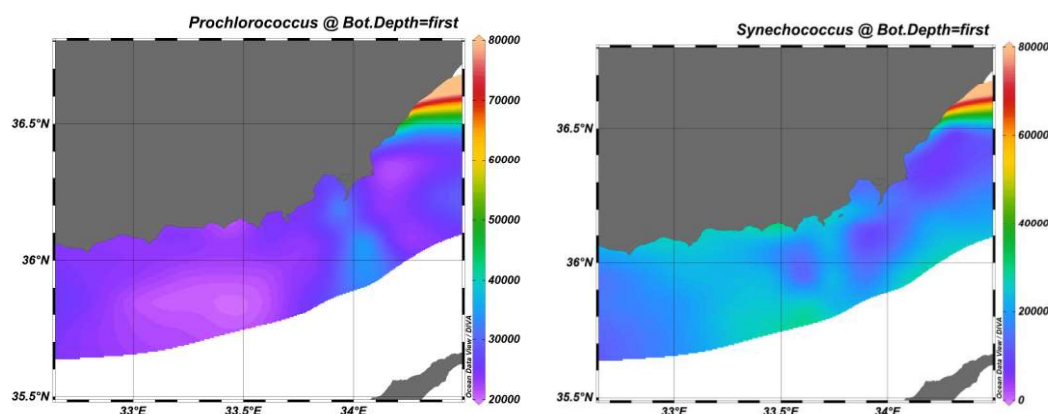 Prochlorococcus @ Bot.Depth=first
80000
70000
60000
50000
40000
30000
20000
36.5°N
36°N
35.5°N
33°E
33.5°E
34°E
Ocean Data View / DIVA
Synechococcus @ Bot.Depth=first
80000
60000
40000
20000
0
36.5°N
36°N
35.5°N
33°E
33.5°E
34°E
Ocean Data View / DIVA